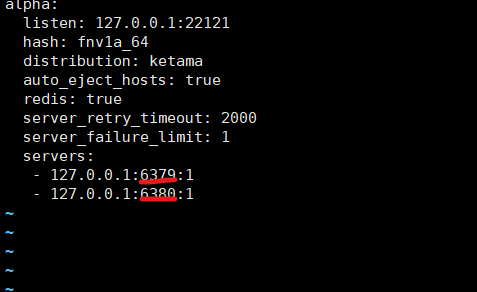 alpha:
  listen: 127.0.0.1:22121
  hash: fnv1a_64
  distribution: ketama
  auto_eject_hosts: true
  redis: true
  server_retry_timeout: 2000
  server_failure_limit: 1
  servers:
   - 127.0.0.1:6379:1
   - 127.0.0.1:6380:1
~
~
~
~
~